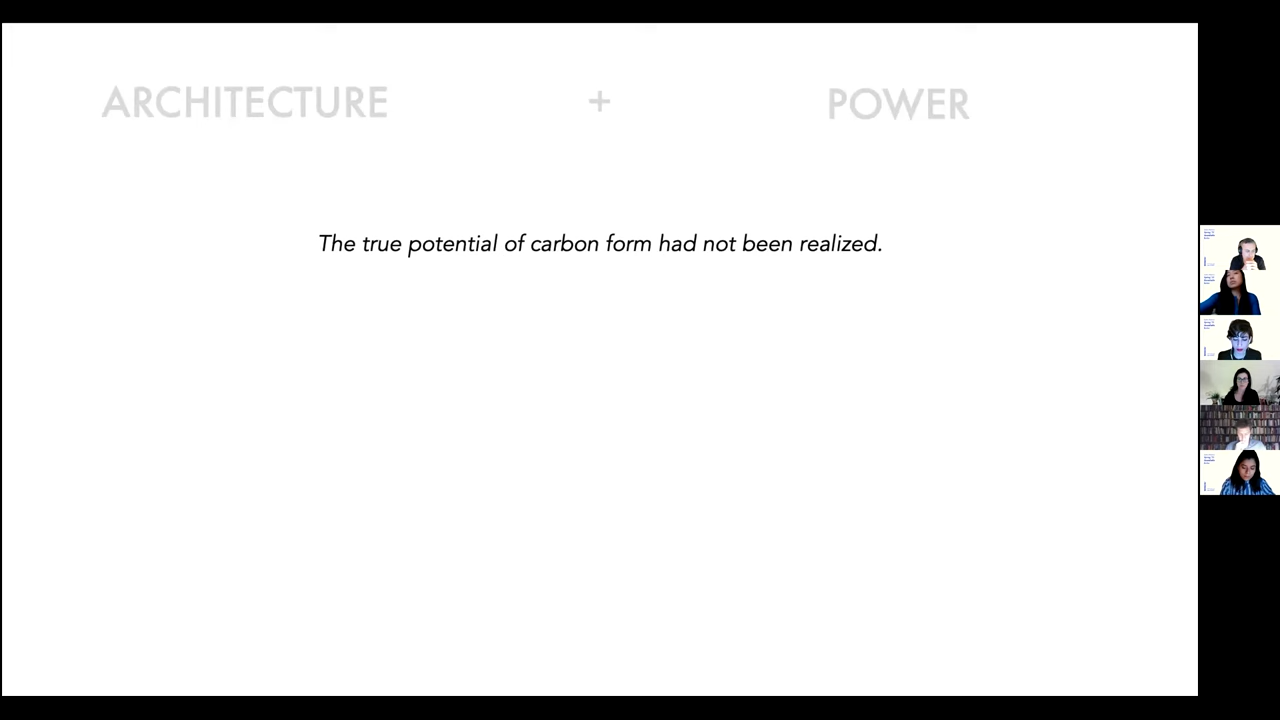 ARCHITECTURE + POWER
The true potential of carbon form had not been realized.